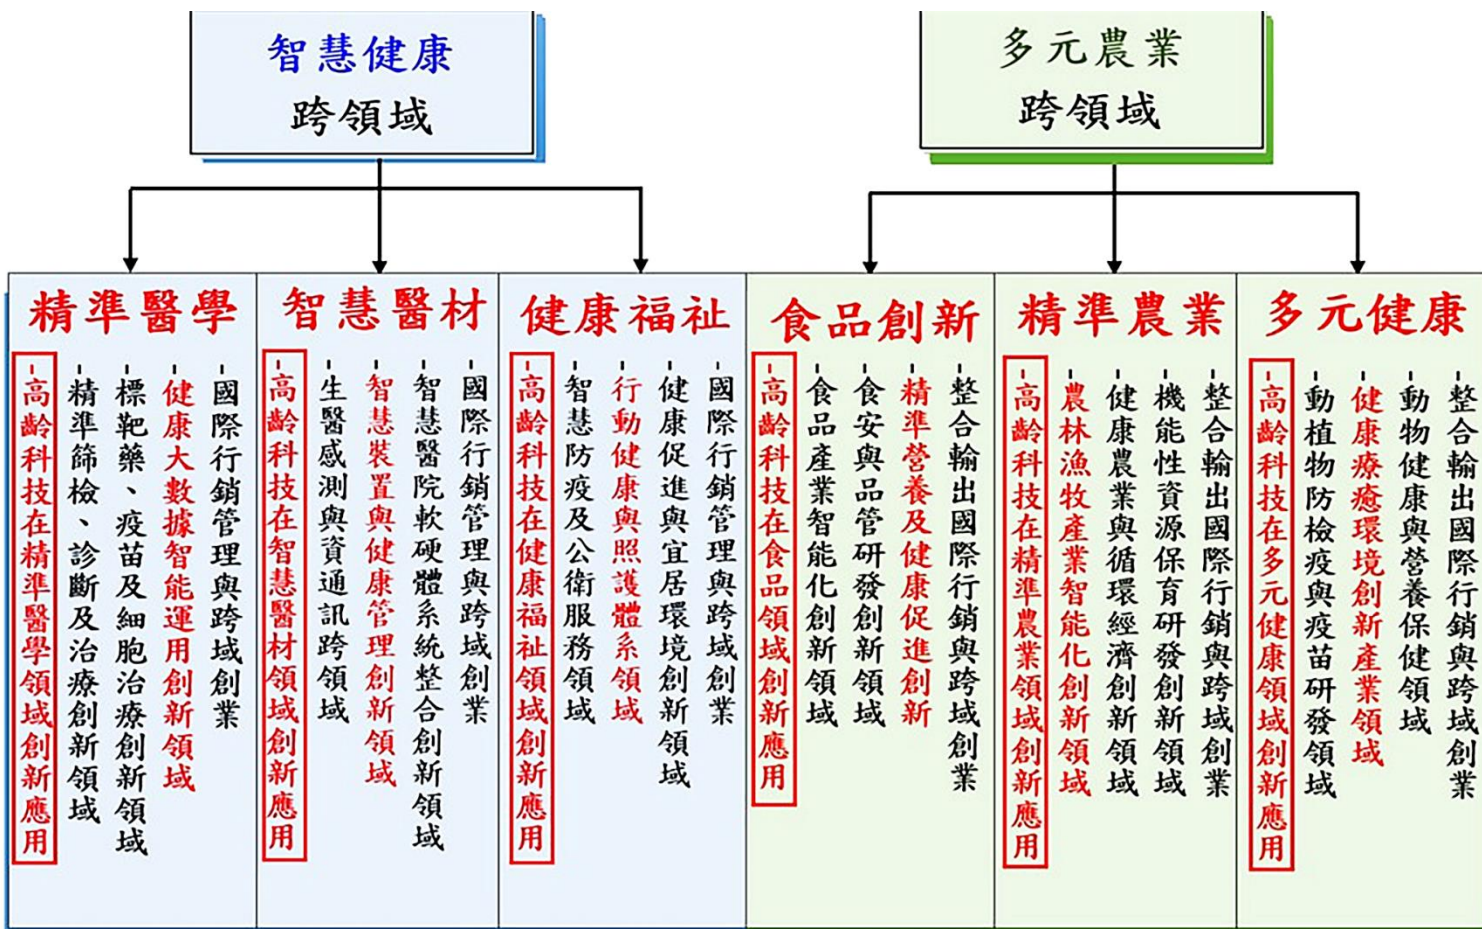 智慧健康
跨領域
多元農業
跨領域
精準醫學
-高齡科技在精準醫學領域創新應用
-精準篩檢、診斷及治療創新領域
-標靶藥、疫苗及細胞治療創新領域
-健康大數據智能運用創新領域
-國際行銷管理與跨域創業
智慧醫材
-高齡科技在智慧醫材領域創新應用
-生醫感測與資通訊跨領域
-智慧裝置與健康管理創新領域
-智慧醫院軟硬體系統整合創新領域
-國際行銷管理與跨域創業
健康福祉
-高齡科技在健康福祉領域創新應用
-智慧防疫及公衛服務領域
-行動健康與照護體系領域
-健康促進與宜居環境創新領域
-國際行銷管理與跨域創業
食品創新
-高齡科技在食品領域創新應用
-食品產業智能化創新領域
-食安與品管研發創新領域
-精準營養及健康促進創新
-整合輸出國際行銷與跨域創業
精準農業
-高齡科技在精準農業領域創新應用
-農林漁牧產業智能化創新領域
-健康農業與循環經濟創新領域
-機能性資源保育研發創新領域
-整合輸出國際行銷與跨域創業
多元健康
-高齡科技在多元健康領域創新應用
-動植物防檢疫與疫苗研發領域
-健康療癒環境創新產業領域
-動物健康與營養保健領域
-整合輸出國際行銷與跨域創業